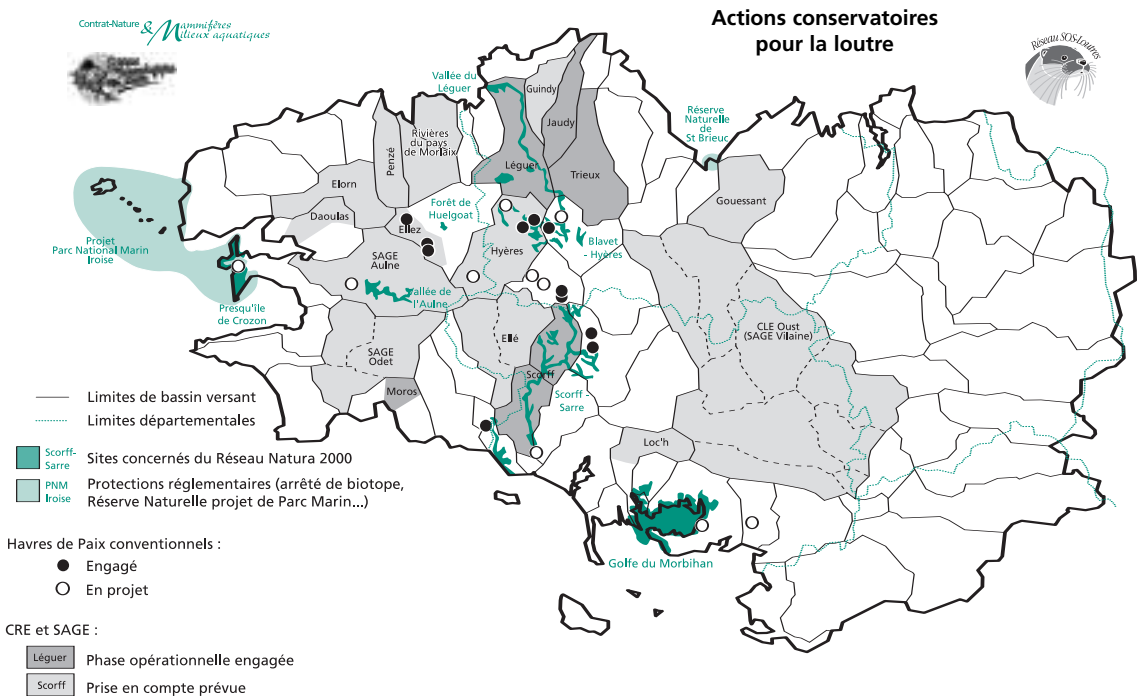 Actions conservatoires
pour la loutre
Contrat-Nature
& Mammifères
Milieux aquatiques
Réseau SOS-Loutres
Vallée du
Léguer
Guindy
Jaudy
Réserve
Naturelle
de
St Brieuc
Rivières
du pays
de Morlaix
Penzé
Léguer
Trieux
Elorn
Gouessant
Daoulas
Forêt de
Huelgoat
Ellez
Projet
Parc National Marin
Iroise
Hyères
Blavet
- Hyères
SAGE
Aulne
Vallée de
l'Aulne
Presqu'île
de Crozon
CLE Oust
(SAGE Vilaine)
Ellé
SAGE
Odet
Scorff
Moros
Scorff
Sarre
Loc'h
Golfe du Morbihan
Limites de bassin versant
Limites départementales
Scorff-
Sarre
Sites concernés du Réseau Natura 2000
PNM
Iroise
Protections réglementaires (arrêté de biotope,
Réserve Naturelle projet de Parc Marin...)
Havres de Paix conventionnels :
Engagé
En projet
CRE et SAGE :
Léguer
Phase opérationnelle engagée
Scorff
Prise en compte prévue